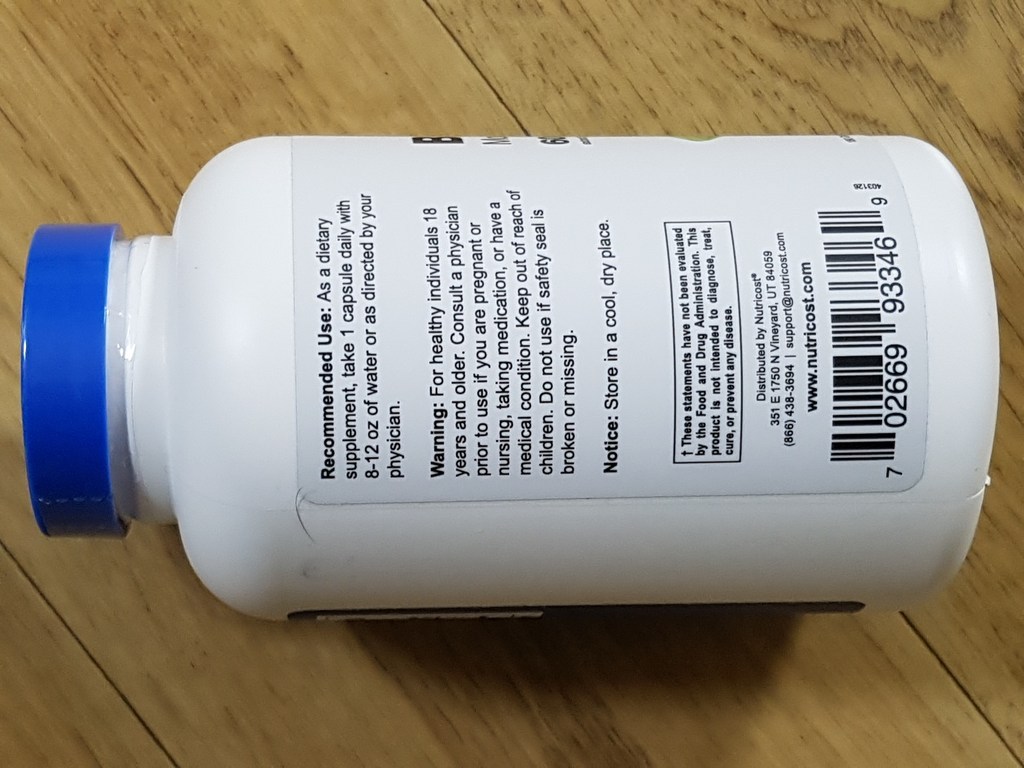 Recommended Use: As a dietary
supplement, take 1 capsule daily with
8-12 oz of water or as directed by your
physician.
Warning: For healthy individuals 18
years and older. Consult a physician
prior to use if you are pregnant or
nursing, taking medication, or have a
medical condition. Keep out of reach of
children. Do not use if safety seal is
broken or missing.
Notice: Store in a cool, dry place.
† These statements have not been evaluated
by the Food and Drug Administration. This
product is not intended to diagnose, treat,
cure, or prevent any disease.
Distributed by Nutricost®
351 E 1750 N Vineyard, UT 84059
(866) 438-3694 | support@nutricost.com
www.nutricost.com
7 02669 93346 9
403126